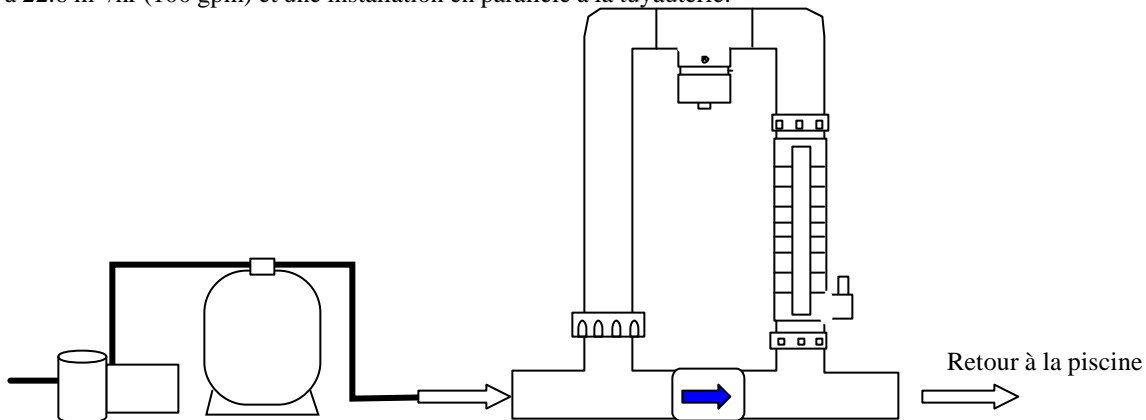 à 22.8 m³/hr (100 gpm) et une installation en parallèle à la tuyauterie.
Retour à la piscine